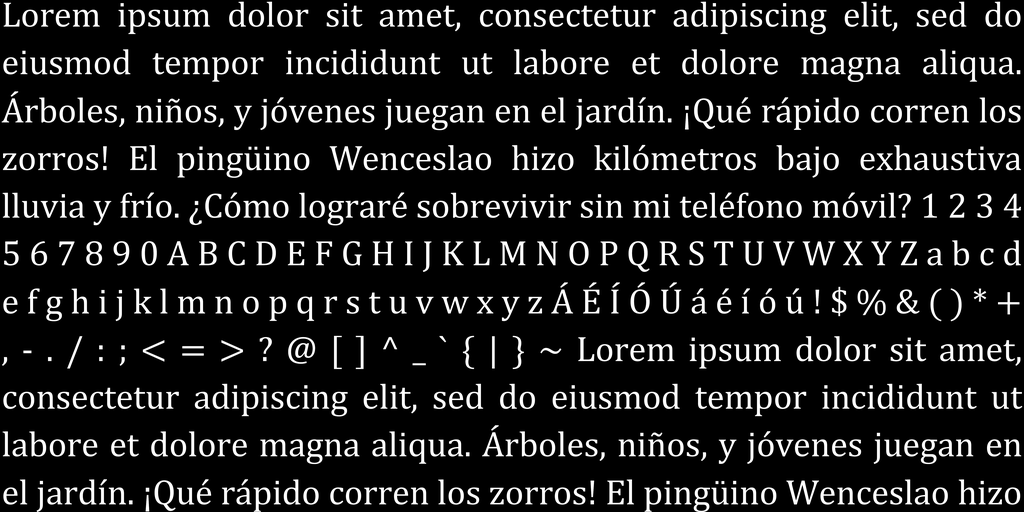 Lorem ipsum dolor sit amet, consectetur adipiscing elit, sed do
eiusmod tempor incididunt ut labore et dolore magna aliqua.
Árboles, niños, y jóvenes juegan en el jardín. ¡Qué rápido corren los
zorros! El pingüino Wenceslao hizo kilómetros bajo exhaustiva
lluvia y frío. ¿Cómo lograré sobrevivir sin mi teléfono móvil? 1 2 3 4
5 6 7 8 9 0 A B C D E F G H I J K L M N O P Q R S T U V W X Y Z a b c d
e f g h i j k l m n o p q r s t u v w x y z Á É Í Ó Ú á é í ó ú ! $ % & ( ) * +
, - . / : ; < = > ? @ [ ] ^ _ ` { | } ~ Lorem ipsum dolor sit amet,
consectetur adipiscing elit, sed do eiusmod tempor incididunt ut
labore et dolore magna aliqua. Árboles, niños, y jóvenes juegan en
el jardín. ¡Qué rápido corren los zorros! El pingüino Wenceslao hizo